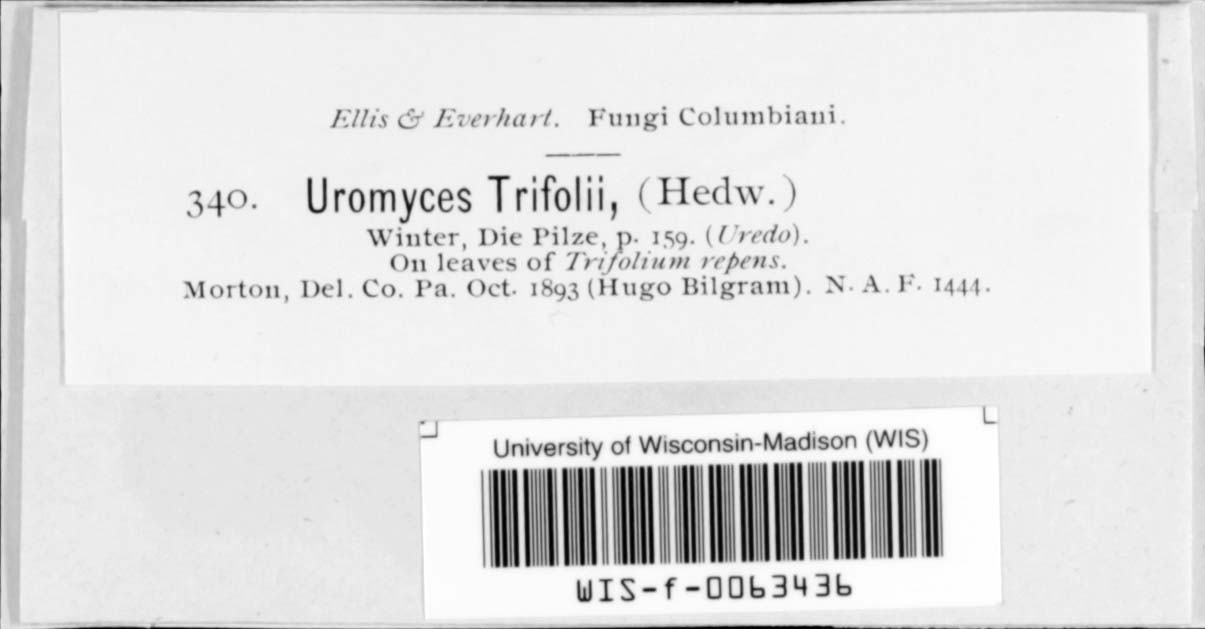 Ellis & Everhart. Fungi Columbiani.
340. Uromyces Trifolii, (Hedw.)
Winter, Die Pilze, p. 159. (Uredo).
On leaves of Trifolium repens.
Morton, Del. Co. Pa. Oct. 1893 (Hugo Bilgram). N. A. F. 1444.
University of Wisconsin-Madison (WIS)
WIS-f-0063436